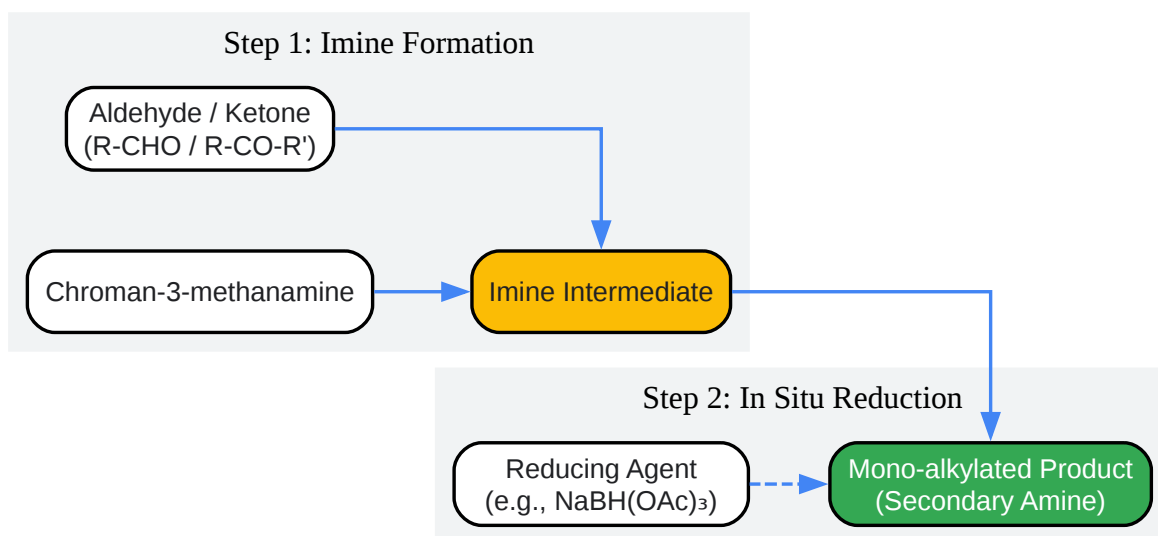 Step 1: Imine Formation
Aldehyde / Ketone
(R-CHO / R-CO-R')
Chroman-3-methanamine
Imine Intermediate
Step 2: In Situ Reduction
Reducing Agent
(e.g., NaBH(OAc)₃)
Mono-alkylated Product
(Secondary Amine)